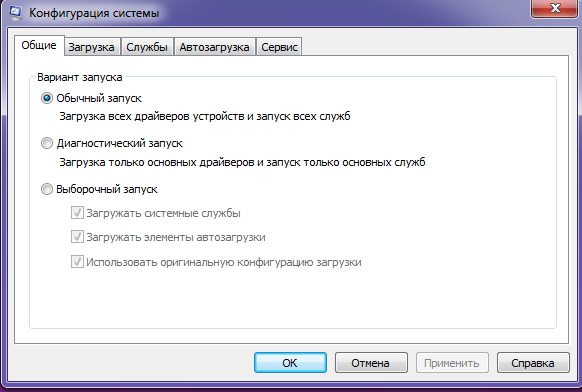 Конфигурация системы
Общие Загрузка Службы Автозагрузка Сервис
Вариант запуска
Обычный запуск
Загрузка всех драйверов устройств и запуск всех служб
Диагностический запуск
Загрузка только основных драйверов и запуск только основных служб
Выборочный запуск
Загружать системные службы
Загружать элементы автозагрузки
Использовать оригинальную конфигурацию загрузки
ОК Отмена Применить Справка